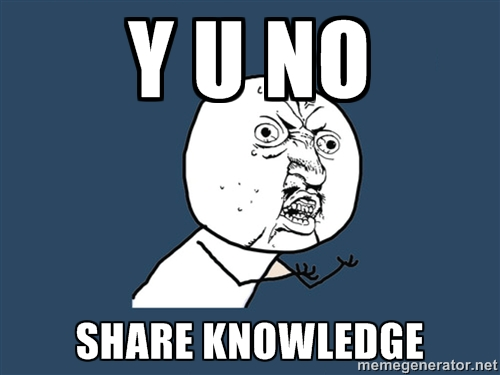 Y U NO
SHARE KNOWLEDGE
memegenerator.net